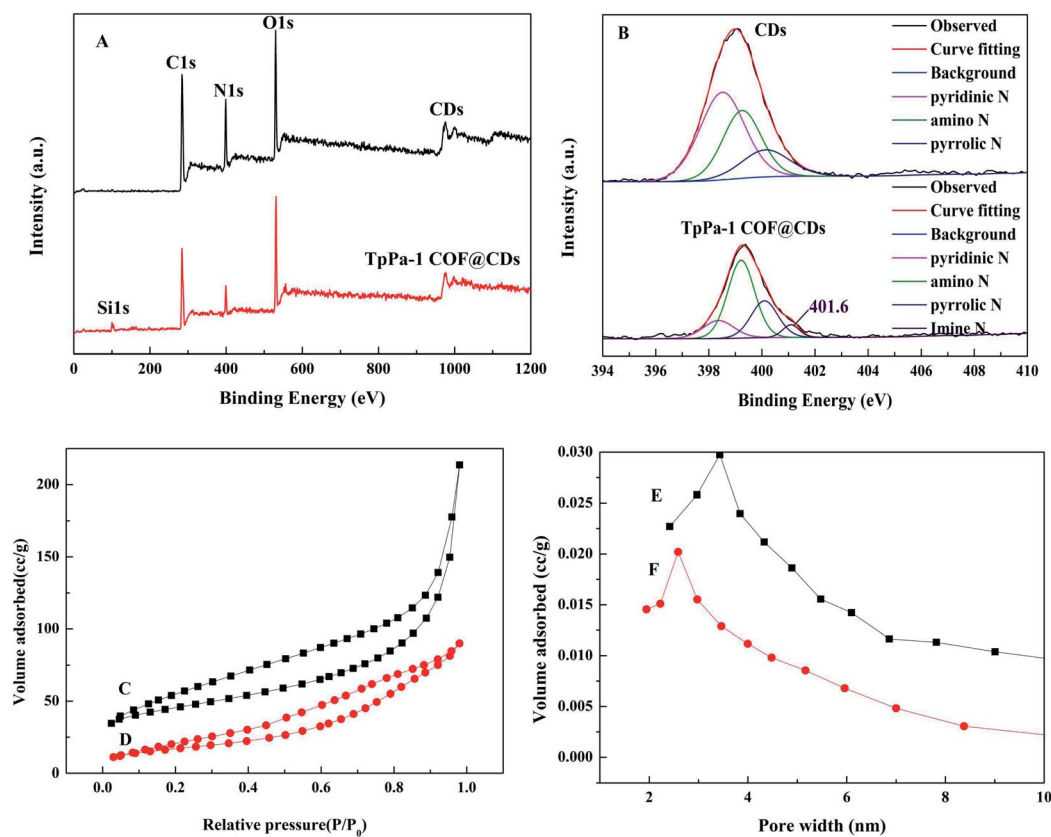 A
C1s
N1s
O1s
CDs
Si1s
TpPa-1 COF@CDs
Intensity (a.u.)
0 200 400 600 800 1000 1200
Binding Energy (eV)
B
CDs
Observed
Curve fitting
Background
pyridinic N
amino N
pyrrolic N
TpPa-1 COF@CDs
401.6
Observed
Curve fitting
Background
pyridinic N
amino N
pyrrolic N
Imine N
Intensity (a.u.)
394 396 398 400 402 404 406 408 410
Binding Energy (eV)
200
150
100
50
0
C
D
Volume adsorbed(cc/g)
0.0 0.2 0.4 0.6 0.8 1.0
Relative pressure(P/P₀)
0.030
0.025
0.020
0.015
0.010
0.005
0.000
E
F
Volume adsorbed (cc/g)
2 4 6 8 10
Pore width (nm)